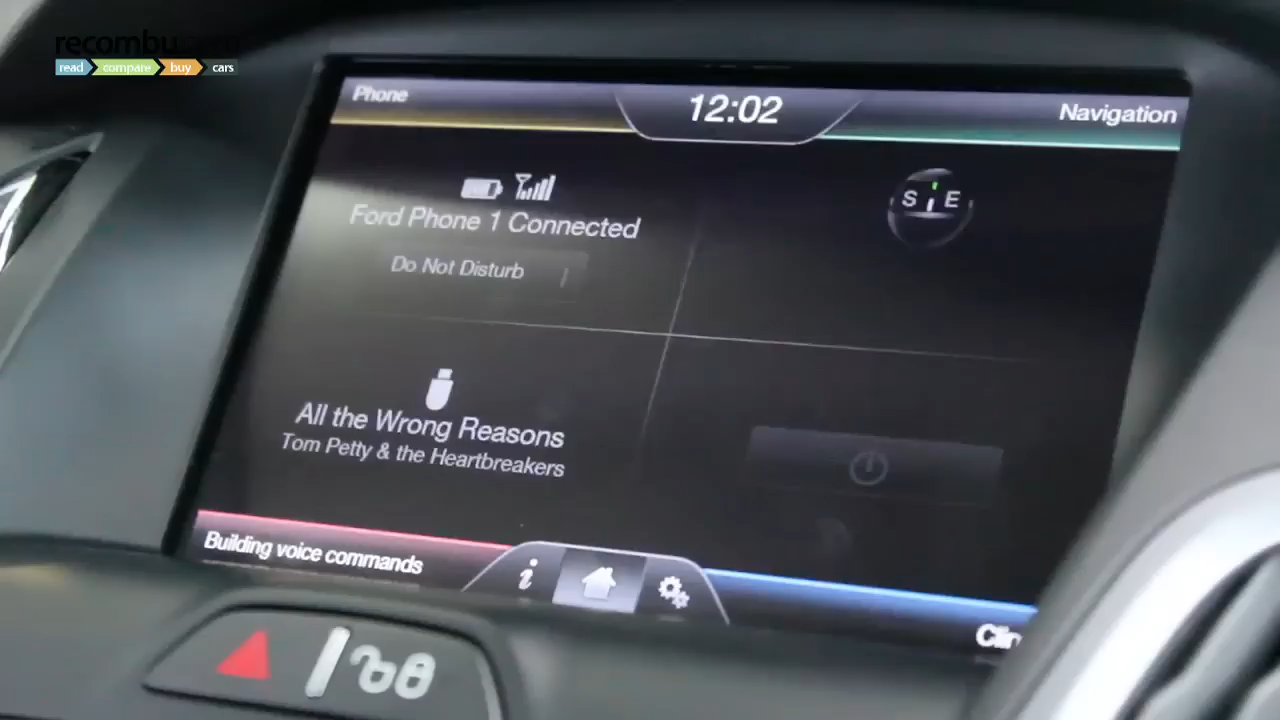 recombu
read compare buy cars
Phone
12:02
Navigation
Ford Phone 1 Connected
Do Not Disturb
S E
All the Wrong Reasons
Tom Petty & the Heartbreakers
Building voice commands
i